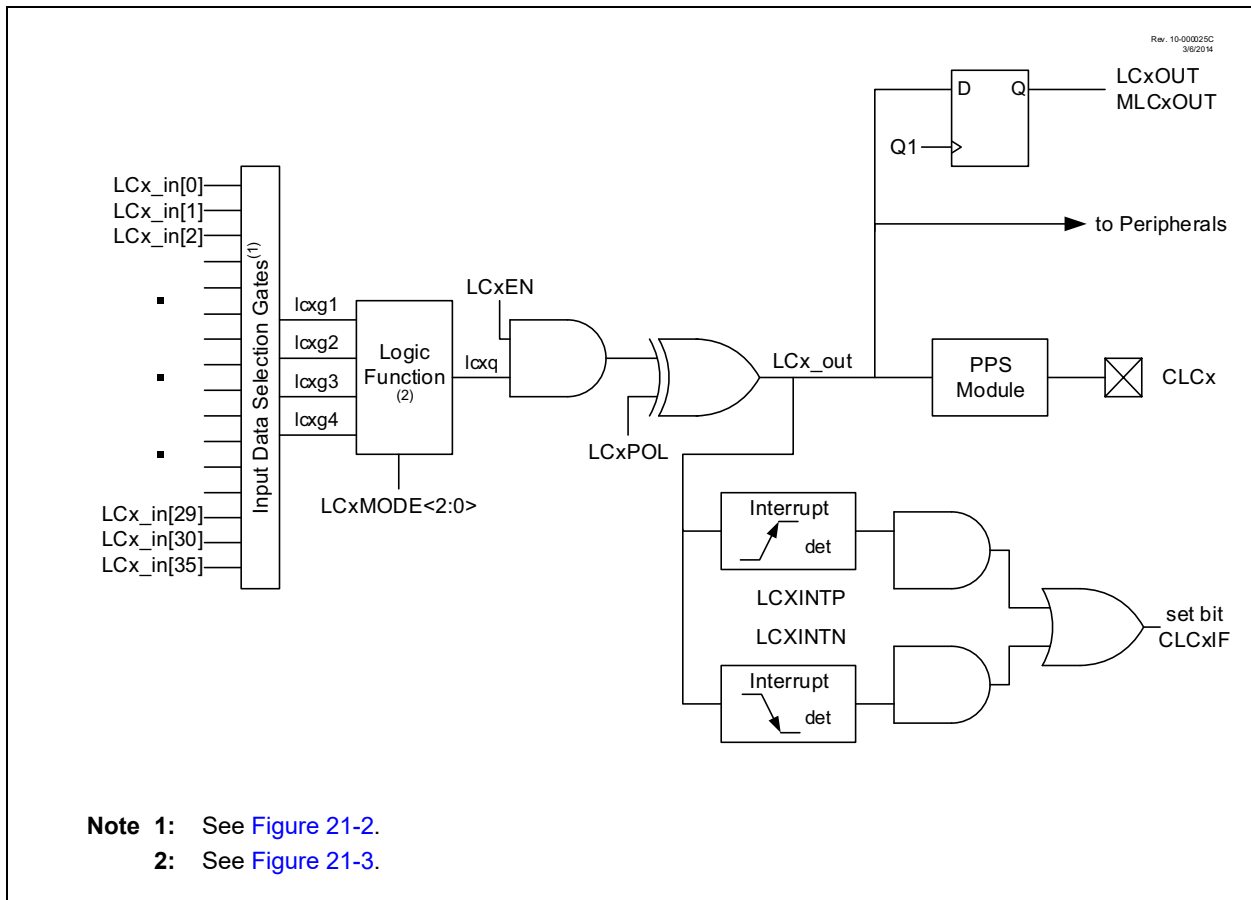 Rev. 10-000025C
3/6/2014
LCxOUT
MLCxOUT
D Q
Q1
to Peripherals
LCx_in[0]
LCx_in[1]
LCx_in[2]
Input Data Selection Gates(1)
lcxg1
lcxg2
lcxg3
lcxg4
Logic
Function
(2)
LCxMODE<2:0>
lcxq
LCxEN
LCxPOL
LCx_out
PPS
Module
CLCx
LCx_in[29]
LCx_in[30]
LCx_in[35]
Interrupt
det
LCXINTP
LCXINTN
Interrupt
det
set bit
CLCxIF
Note 1: See Figure 21-2.
2: See Figure 21-3.